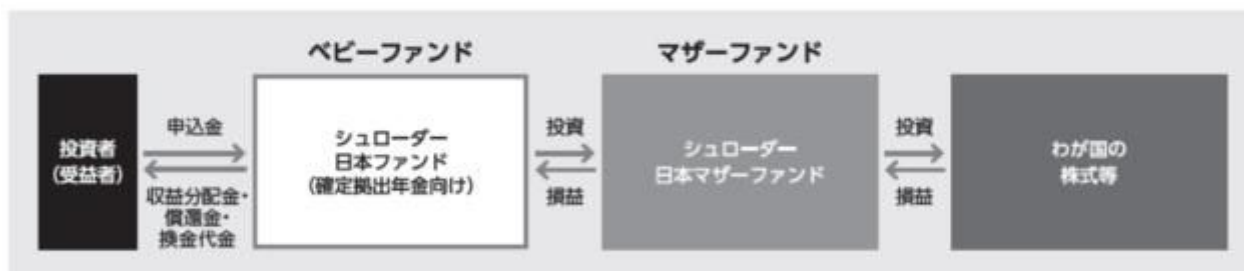 ベビーファンド
マザーファンド
投資者
(受益者)
申込金
収益分配金・
償還金・
換金代金
シュローダー
日本ファンド
(確定拠出年金向け)
投資
損益
シュローダー
日本マザーファンド
投資
損益
わが国の
株式等